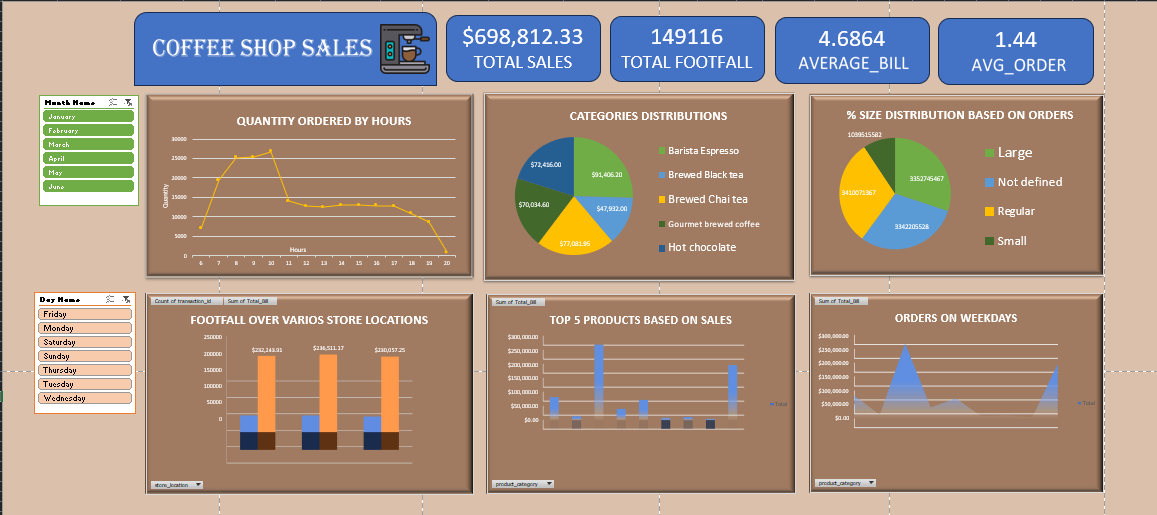 COFFEE SHOP SALES
$698,812.33
TOTAL SALES
149116
TOTAL FOOTFALL
4.6864
AVERAGE_BILL
1.44
AVG_ORDER
Month Name
January
February
March
April
May
June
QUANTITY ORDERED BY HOURS
30000
25000
20000
15000
10000
5000
0
Quantity
Hours
6 7 8 9 10 11 12 13 14 15 16 17 18 19 20
CATEGORIES DISTRIBUTIONS
$72,416.00
$91,406.20
$70,034.60
$47,932.00
$77,081.95
Barista Espresso
Brewed Black tea
Brewed Chai tea
Gourmet brewed coffee
Hot chocolate
% SIZE DISTRIBUTION BASED ON ORDERS
1039515582
3352745467
3410071867
3342205528
Large
Not defined
Regular
Small
Day Name
Friday
Monday
Saturday
Sunday
Thursday
Tuesday
Wednesday
Count of transaction_id
Sum of Total_Bill
FOOTFALL OVER VARIOS STORE LOCATIONS
250000
200000
150000
100000
50000
0
$232,243.91
$236,511.17
$230,057.25
store_location
Sum of Total_Bill
TOP 5 PRODUCTS BASED ON SALES
$300,000.00
$250,000.00
$200,000.00
$150,000.00
$100,000.00
$50,000.00
$0.00
Total
product_category
Sum of Total_Bill
ORDERS ON WEEKDAYS
$300,000.00
$250,000.00
$200,000.00
$150,000.00
$100,000.00
$50,000.00
$0.00
Total
product_category